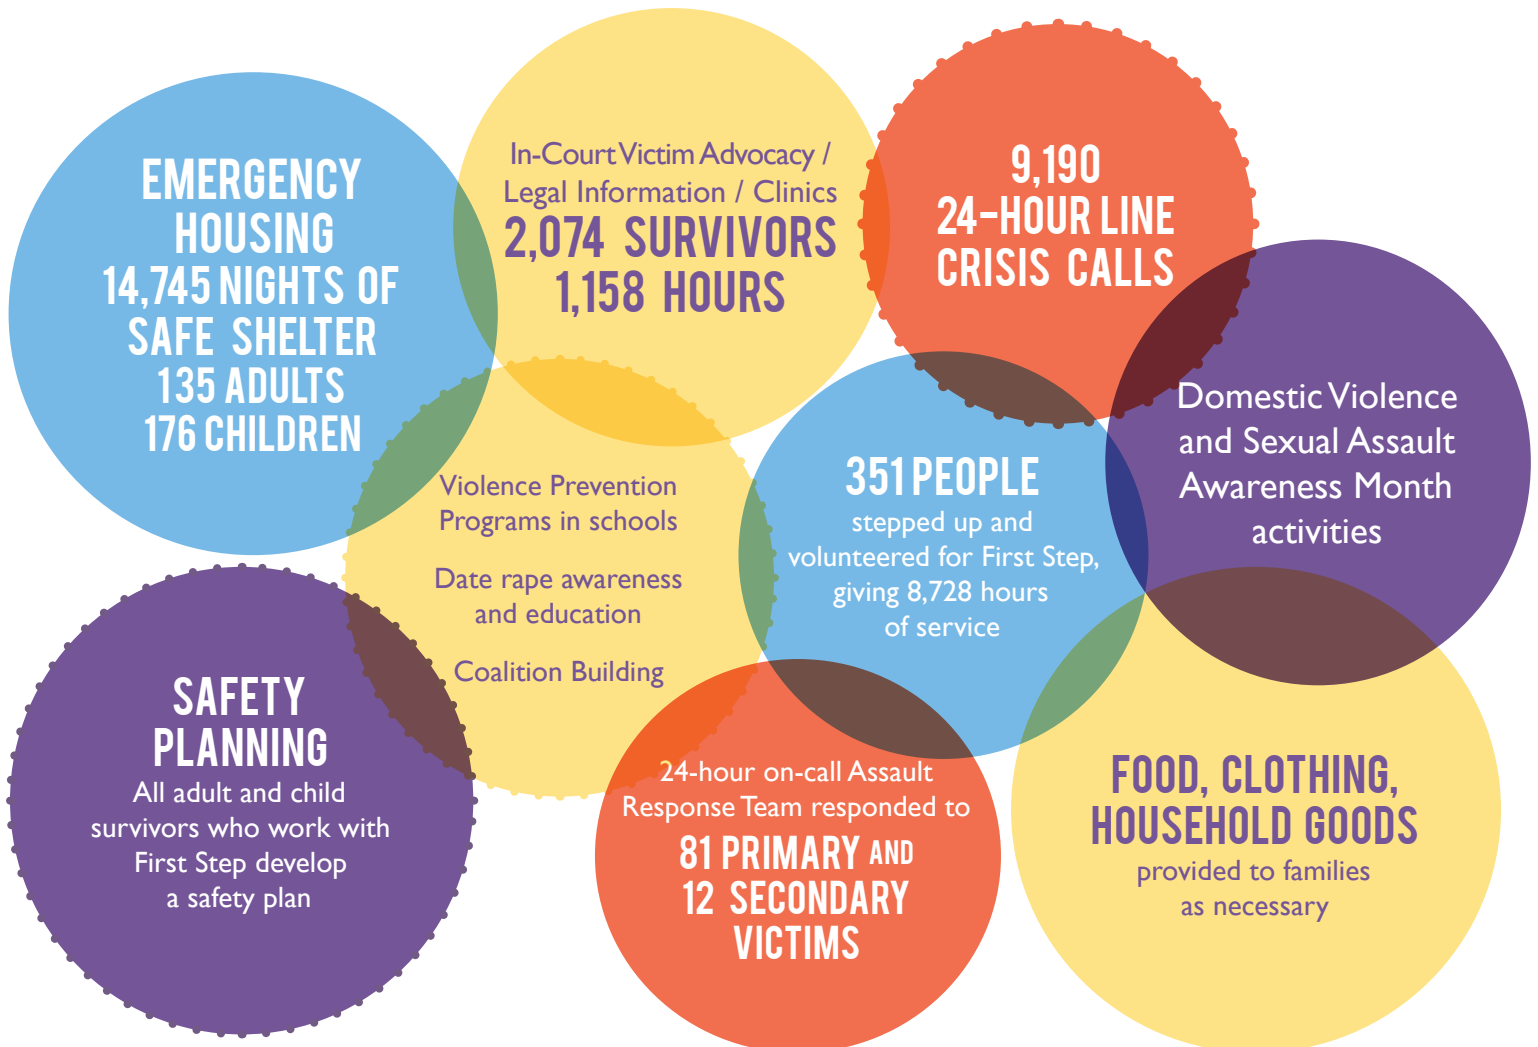 EMERGENCY
HOUSING
14,745 NIGHTS OF
SAFE SHELTER
135 ADULTS
176 CHILDREN
In-Court Victim Advocacy /
Legal Information / Clinics
2,074 SURVIVORS
1,158 HOURS
9,190
24-HOUR LINE
CRISIS CALLS
Domestic Violence
and Sexual Assault
Awareness Month
activities
Violence Prevention
Programs in schools
Date rape awareness
and education
Coalition Building
351 PEOPLE
stepped up and
volunteered for First Step,
giving 8,728 hours
of service
SAFETY
PLANNING
All adult and child
survivors who work with
First Step develop
a safety plan
24-hour on-call Assault
Response Team responded to
81 PRIMARY AND
12 SECONDARY
VICTIMS
FOOD, CLOTHING,
HOUSEHOLD GOODS
provided to families
as necessary